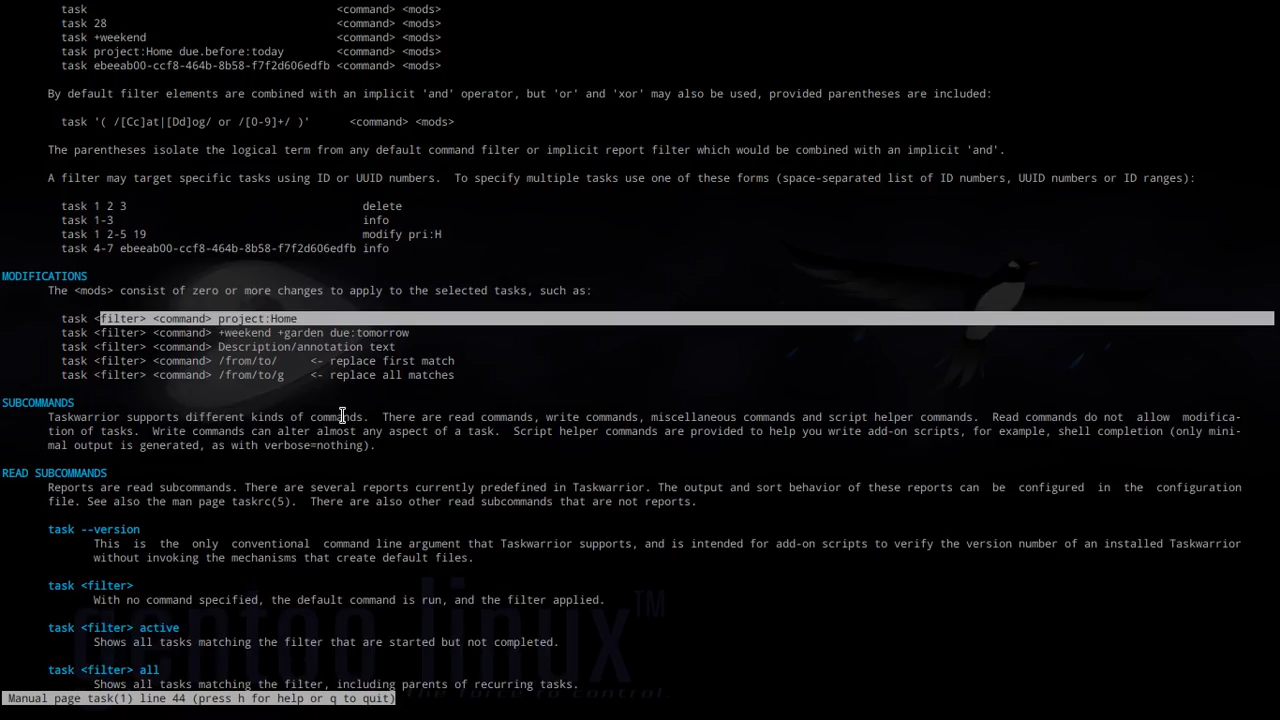 task <command> <mods>
task 28 <command> <mods>
task +weekend <command> <mods>
task project:Home due.before:today <command> <mods>
task ebeeab00-ccf8-464b-8b58-f7f2d606edfb <command> <mods>
By default filter elements are combined with an implicit 'and' operator, but 'or' and 'xor' may also be used, provided parentheses are included:
task '( /[Cc]at|[Dd]og/ or /[0-9]+/ )' <command> <mods>
The parentheses isolate the logical term from any default command filter or implicit report filter which would be combined with an implicit 'and'.
A filter may target specific tasks using ID or UUID numbers. To specify multiple tasks use one of these forms (space-separated list of ID numbers, UUID numbers or ID ranges):
task 1 2 3 delete
task 1-3 info
task 1 2-5 19 modify pri:H
task 4-7 ebeeab00-ccf8-464b-8b58-f7f2d606edfb info
MODIFICATIONS
The <mods> consist of zero or more changes to apply to the selected tasks, such as:
task <filter> <command> project:Home
task <filter> <command> +weekend +garden due:tomorrow
task <filter> <command> Description/annotation text
task <filter> <command> /from/to/ <- replace first match
task <filter> <command> /from/to/g <- replace all matches
SUBCOMMANDS
Taskwarrior supports different kinds of commands. There are read commands, write commands, miscellaneous commands and script helper commands. Read commands do not allow modifica-
tion of tasks. Write commands can alter almost any aspect of a task. Script helper commands are provided to help you write add-on scripts, for example, shell completion (only mini-
mal output is generated, as with verbose=nothing).
READ SUBCOMMANDS
Reports are read subcommands. There are several reports currently predefined in Taskwarrior. The output and sort behavior of these reports can be configured in the configuration
file. See also the man page taskrc(5). There are also other read subcommands that are not reports.
task --version
This is the only conventional command line argument that Taskwarrior supports, and is intended for add-on scripts to verify the version number of an installed Taskwarrior
without invoking the mechanisms that create default files.
task <filter>
With no command specified, the default command is run, and the filter applied.
gentoo linux™
task <filter> active
Shows all tasks matching the filter that are started but not completed.
task <filter> all
Shows all tasks matching the filter, including parents of recurring tasks.
Manual page task(1) line 44 (press h for help or q to quit)
to control.